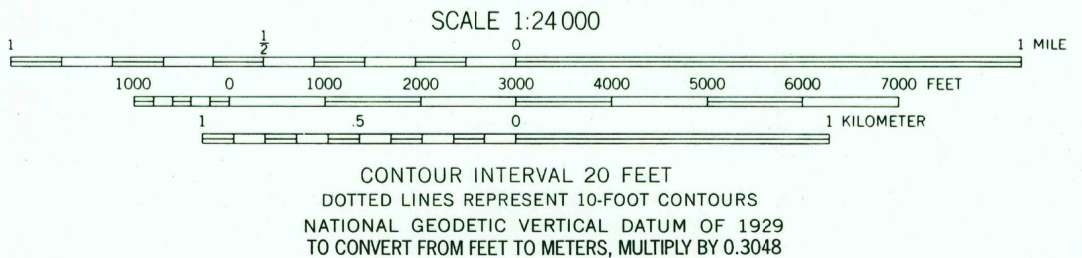 SCALE 1:24 000
1 1/2 0 1 MILE
1000 0 1000 2000 3000 4000 5000 6000 7000 FEET
1 .5 0 1 KILOMETER
CONTOUR INTERVAL 20 FEET
DOTTED LINES REPRESENT 10-FOOT CONTOURS
NATIONAL GEODETIC VERTICAL DATUM OF 1929
TO CONVERT FROM FEET TO METERS, MULTIPLY BY 0.3048